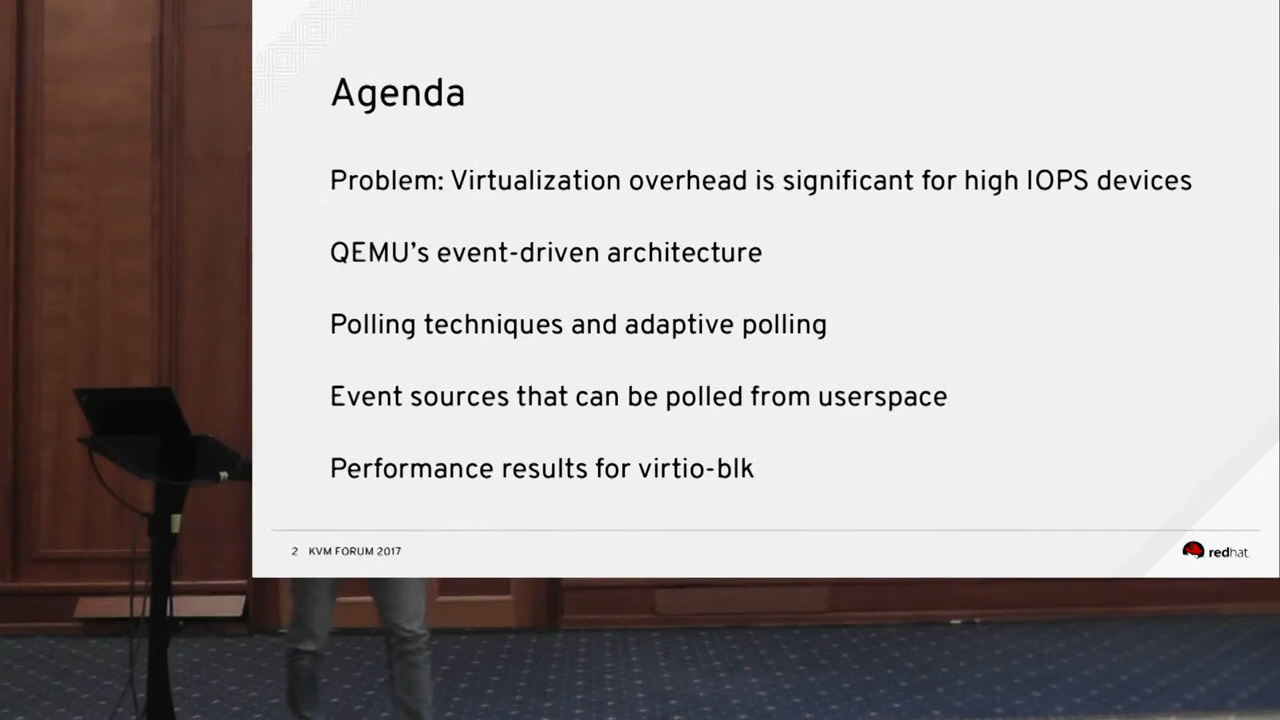 Agenda
Problem: Virtualization overhead is significant for high IOPS devices
QEMU’s event-driven architecture
Polling techniques and adaptive polling
Event sources that can be polled from userspace
Performance results for virtio-blk
2 KVM FORUM 2017
redhat.